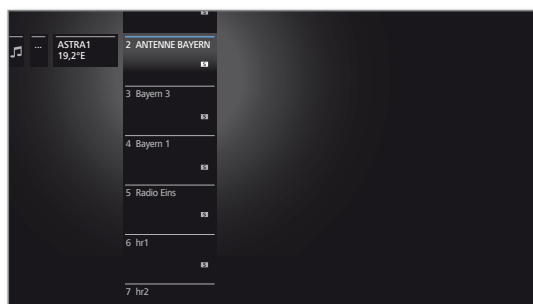 ... ASTRA1
19,2°E
2 ANTENNE BAYERN
S
3 Bayern 3
S
4 Bayern 1
S
5 Radio Eins
S
6 hr1
S
7 hr2